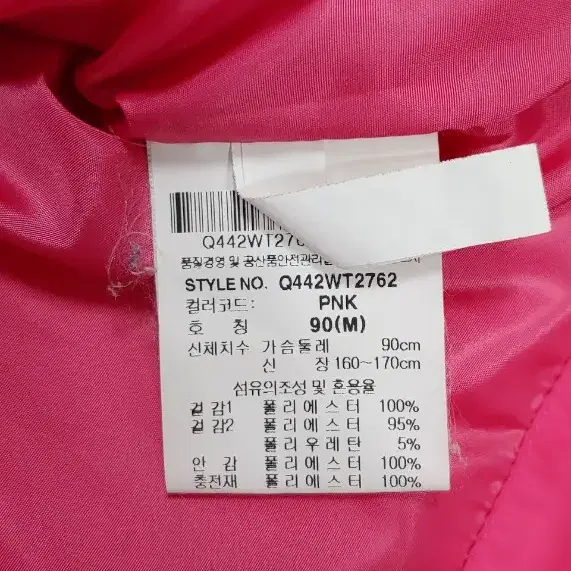 Q442WT27
품질경영 및 공산품안전관리
STYLE NO. Q442WT2762
컬러코드: PNK
호 칭 90(M)
신체치수 가슴둘레 90cm
신 장 160~170cm
섬유의조성 및 혼용율
겉 감1 폴리에스터 100%
겉 감2 폴리에스터 95%
폴리우레탄 5%
안 감 폴리에스터 100%
충전재 폴리에스터 100%